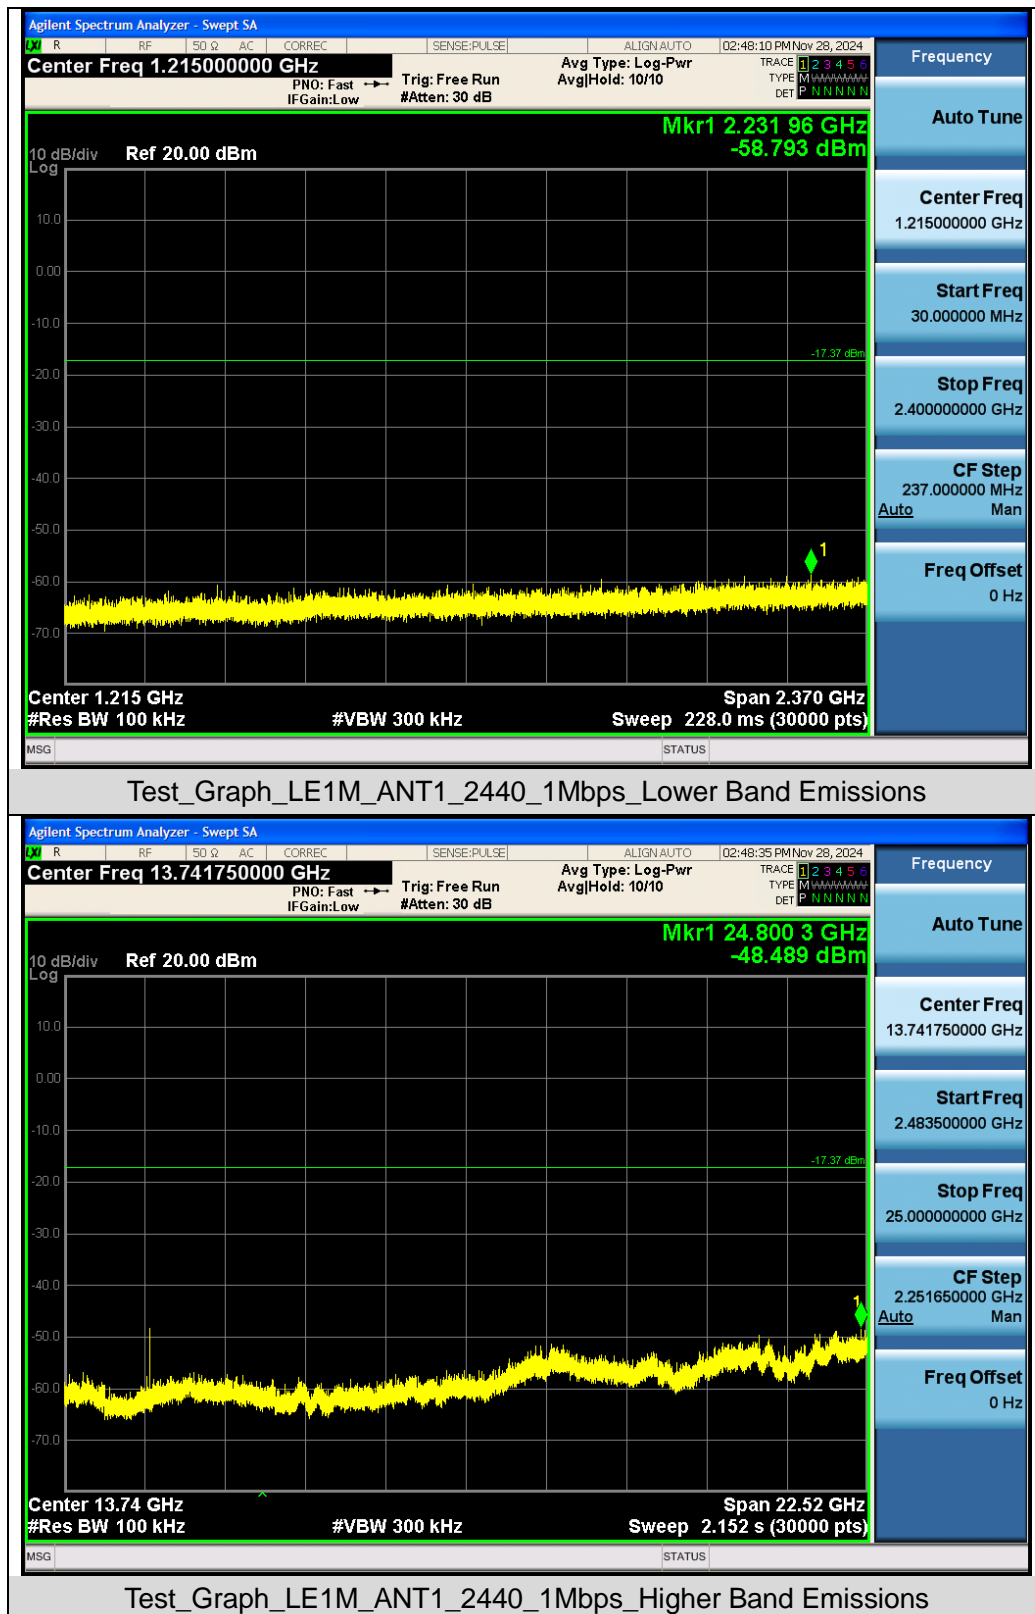 Agilent Spectrum Analyzer - Swept SA
LXI R RF 50 Ω AC CORREC SENSE:PULSE ALIGN AUTO 02:48:10 PM Nov 28, 2024
Center Freq 1.215000000 GHz
PNO: Fast
IFGain:Low
Trig: Free Run
#Atten: 30 dB
Avg Type: Log-Pwr
Avg|Hold: 10/10
TRACE 1 2 3 4 5 6
TYPE M WWWWW
DET P N N N N N
Frequency
Mkr1 2.231 96 GHz
-58.793 dBm
10 dB/div Ref 20.00 dBm
Log
10.0
0.00
-10.0
-17.37 dBm
-20.0
-30.0
-40.0
-50.0
1
-60.0
-70.0
Center 1.215 GHz Span 2.370 GHz
#Res BW 100 kHz #VBW 300 kHz Sweep 228.0 ms (30000 pts)
Auto Tune
Center Freq
1.215000000 GHz
Start Freq
30.000000 MHz
Stop Freq
2.400000000 GHz
CF Step
237.000000 MHz
Auto Man
Freq Offset
0 Hz
MSG STATUS
Test_Graph_LE1M_ANT1_2440_1Mbps_Lower Band Emissions
Agilent Spectrum Analyzer - Swept SA
LXI R RF 50 Ω AC CORREC SENSE:PULSE ALIGN AUTO 02:48:35 PM Nov 28, 2024
Center Freq 13.741750000 GHz
PNO: Fast
IFGain:Low
Trig: Free Run
#Atten: 30 dB
Avg Type: Log-Pwr
Avg|Hold: 10/10
TRACE 1 2 3 4 5 6
TYPE M WWWWW
DET P N N N N N
Frequency
Mkr1 24.800 3 GHz
-48.489 dBm
10 dB/div Ref 20.00 dBm
Log
10.0
0.00
-10.0
-17.37 dBm
-20.0
-30.0
-40.0
1
-50.0
-60.0
-70.0
Center 13.74 GHz Span 22.52 GHz
#Res BW 100 kHz #VBW 300 kHz Sweep 2.152 s (30000 pts)
Auto Tune
Center Freq
13.741750000 GHz
Start Freq
2.483500000 GHz
Stop Freq
25.000000000 GHz
CF Step
2.251650000 GHz
Auto Man
Freq Offset
0 Hz
MSG STATUS
Test_Graph_LE1M_ANT1_2440_1Mbps_Higher Band Emissions